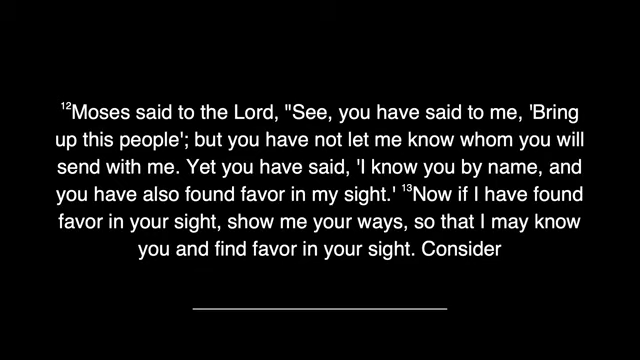 ¹²Moses said to the Lord, "See, you have said to me, 'Bring
up this people'; but you have not let me know whom you will
send with me. Yet you have said, 'I know you by name, and
you have also found favor in my sight.' ¹³Now if I have found
favor in your sight, show me your ways, so that I may know
you and find favor in your sight. Consider